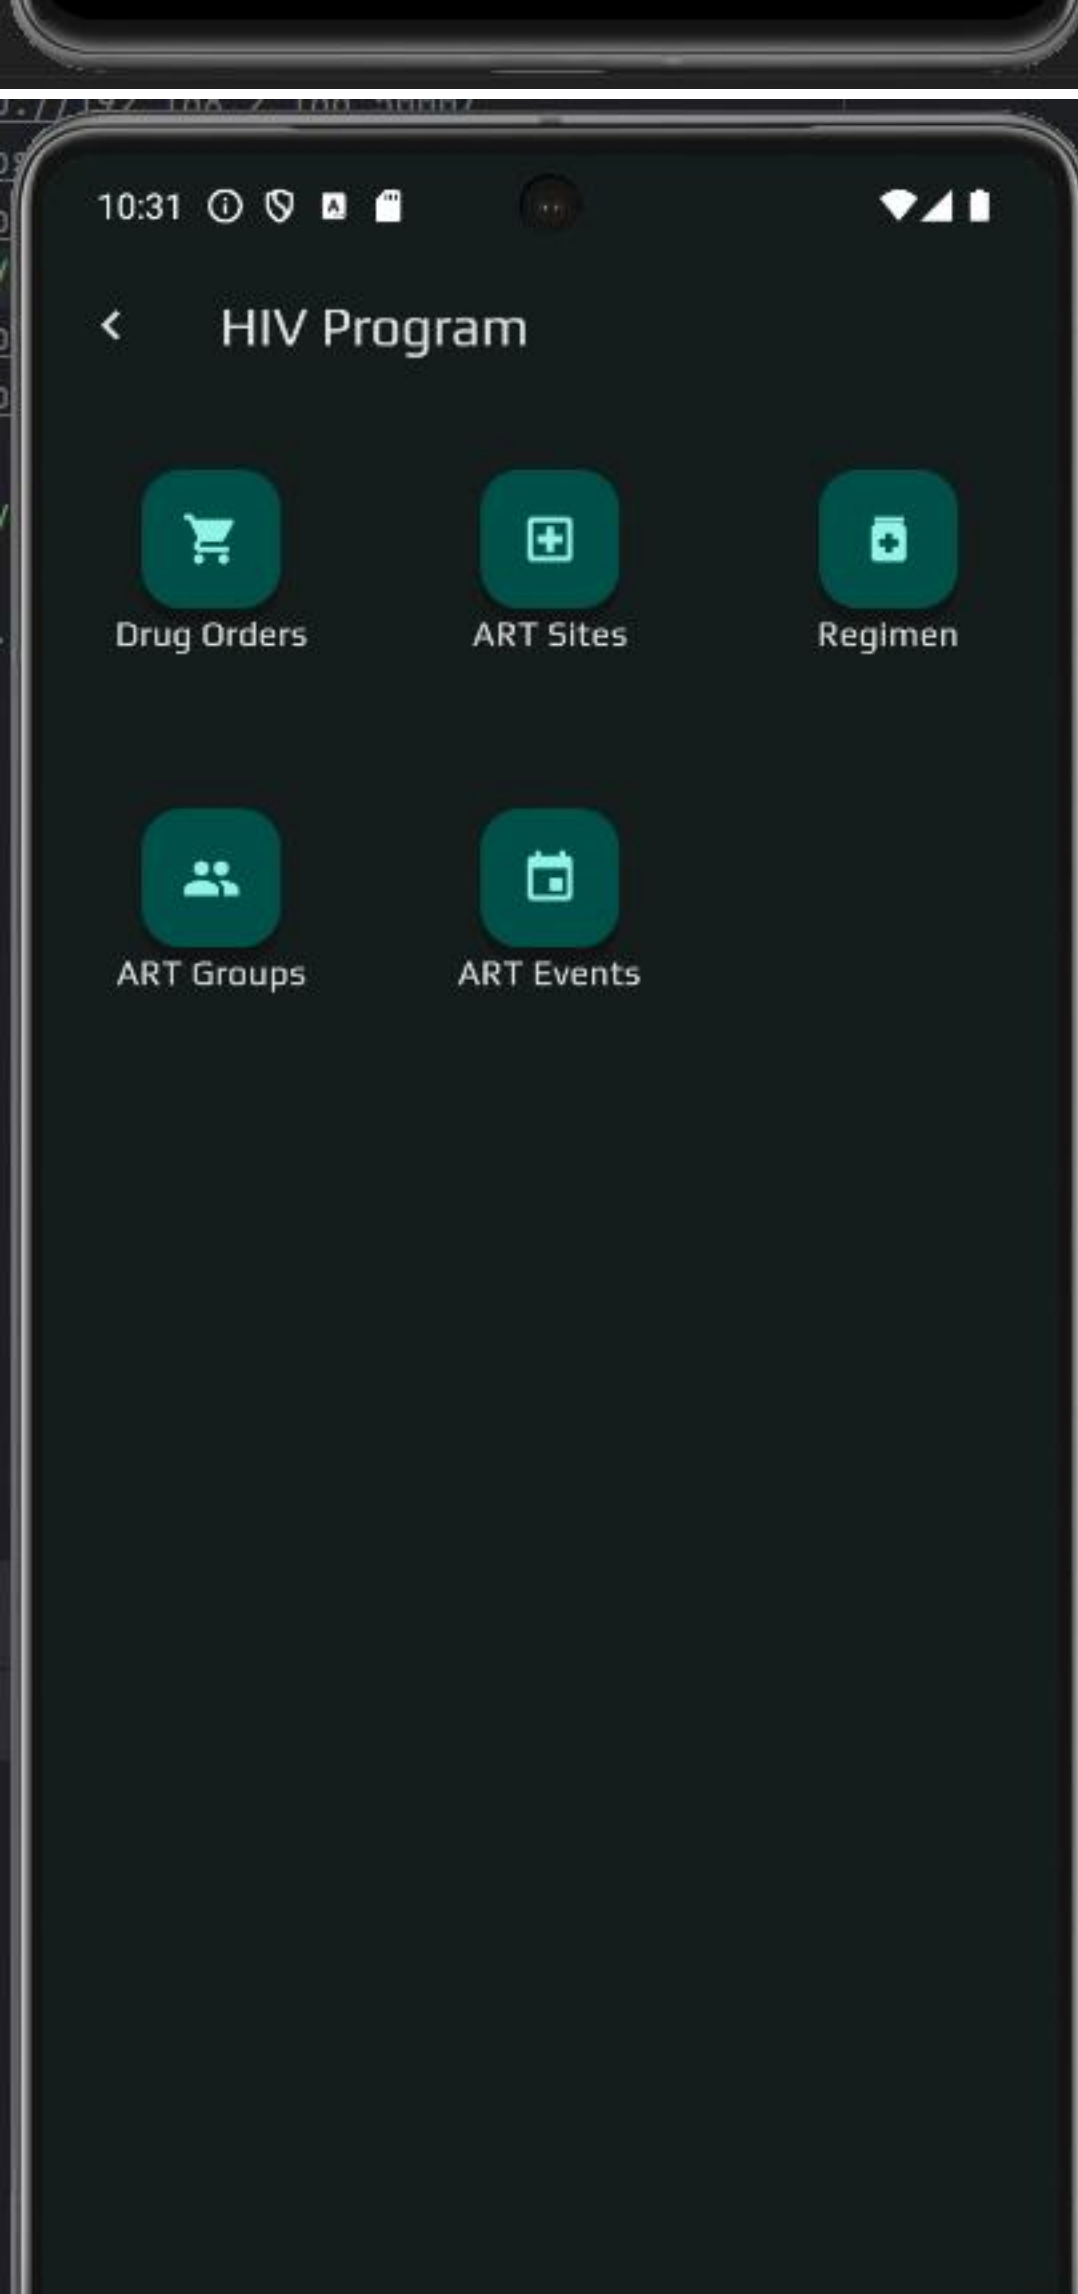 10:31
HIV Program
Drug Orders
ART Sites
Regimen
ART Groups
ART Events